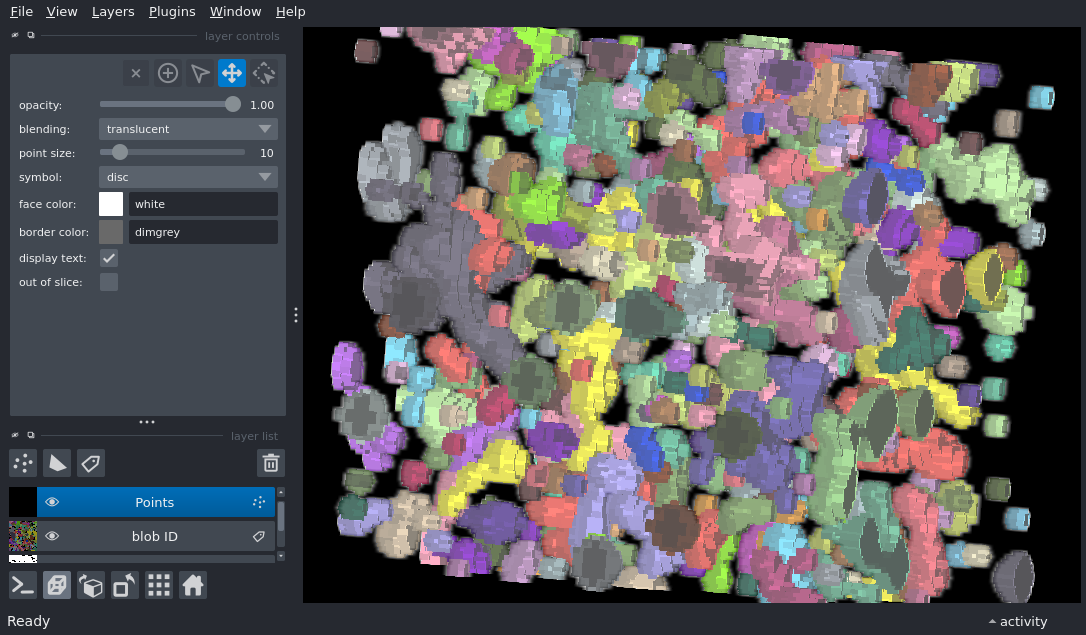 File View Layers Plugins Window Help
layer controls
opacity: 1.00
blending: translucent
point size: 10
symbol: disc
face color: white
border color: dimgrey
display text:
out of slice:
layer list
Points
blob ID
Ready
activity